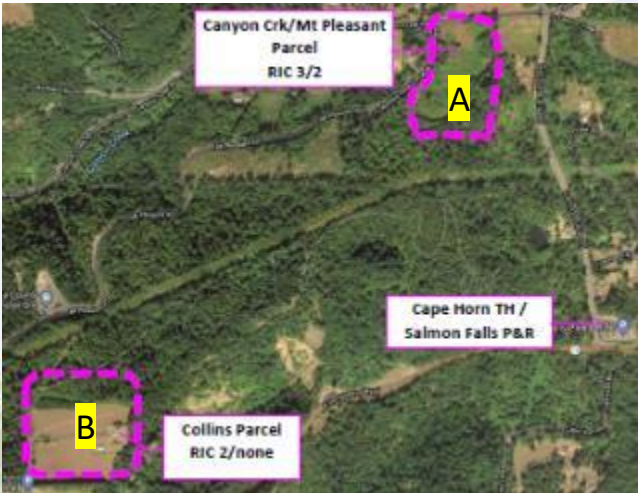 Canyon Crk/Mt Pleasant
Parcel
RIC 3/2
A
Cape Horn TH /
Salmon Falls P&R
B
Collins Parcel
RIC 2/none